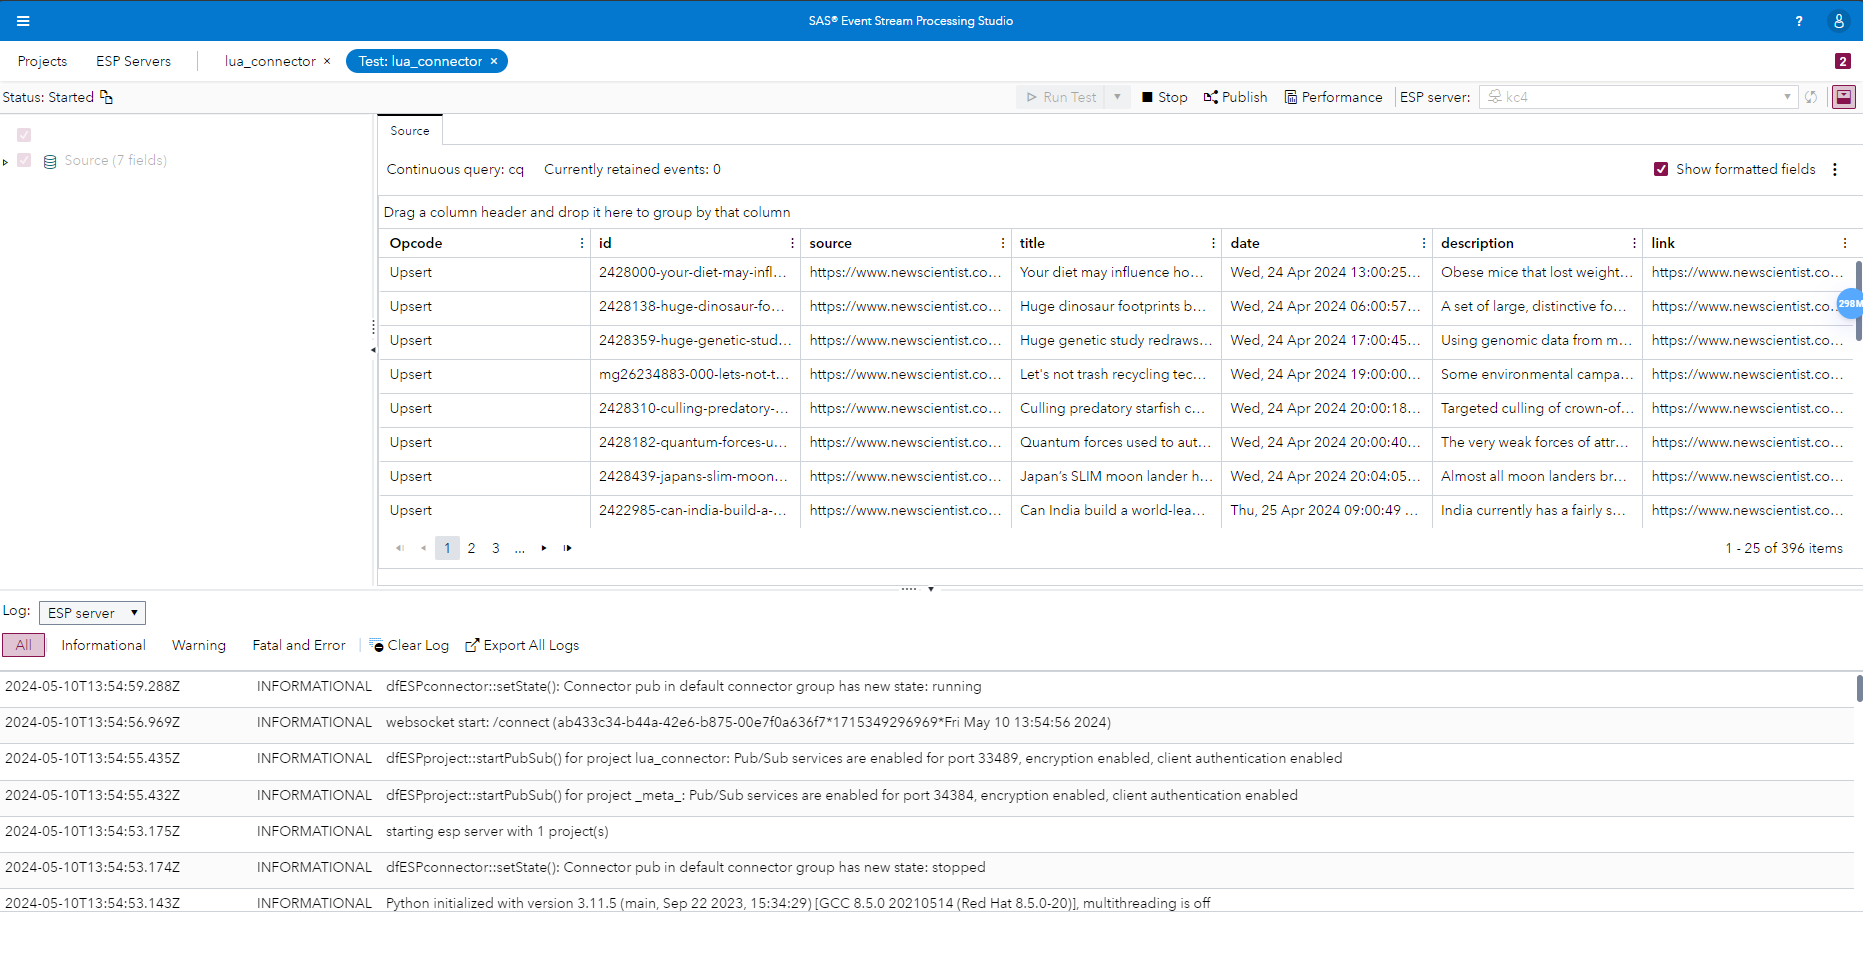 SAS® Event Stream Processing Studio
?
Projects ESP Servers lua_connector × Test: lua_connector × 2
Status: Started Run Test Stop Publish Performance ESP server: kc4
Source (7 fields)
Source
Continuous query: cq Currently retained events: 0 Show formatted fields
Drag a column header and drop it here to group by that column
Opcode id source title date description link
Upsert 2428000-your-diet-may-infl... https://www.newscientist.co... Your diet may influence ho... Wed, 24 Apr 2024 13:00:25... Obese mice that lost weight... https://www.newscientist.co...
Upsert 2428138-huge-dinosaur-fo... https://www.newscientist.co... Huge dinosaur footprints b... Wed, 24 Apr 2024 06:00:57... A set of large, distinctive fo... https://www.newscientist.co...
298M
Upsert 2428359-huge-genetic-stud... https://www.newscientist.co... Huge genetic study redraws... Wed, 24 Apr 2024 17:00:45... Using genomic data from m... https://www.newscientist.co...
Upsert mg26234883-000-lets-not-t... https://www.newscientist.co... Let's not trash recycling tec... Wed, 24 Apr 2024 19:00:00... Some environmental campa... https://www.newscientist.co...
Upsert 2428310-culling-predatory-... https://www.newscientist.co... Culling predatory starfish c... Wed, 24 Apr 2024 20:00:18... Targeted culling of crown-of... https://www.newscientist.co...
Upsert 2428182-quantum-forces-u... https://www.newscientist.co... Quantum forces used to aut... Wed, 24 Apr 2024 20:00:40... The very weak forces of attr... https://www.newscientist.co...
Upsert 2428439-japans-slim-moon... https://www.newscientist.co... Japan's SLIM moon lander h... Wed, 24 Apr 2024 20:04:05... Almost all moon landers br... https://www.newscientist.co...
Upsert 2422985-can-india-build-a-... https://www.newscientist.co... Can India build a world-lea... Thu, 25 Apr 2024 09:00:49 ... India currently has a fairly s... https://www.newscientist.co...
1 2 3 ... 1 - 25 of 396 items
Log: ESP server
All Informational Warning Fatal and Error Clear Log Export All Logs
2024-05-10T13:54:59.288Z INFORMATIONAL dfESPconnector::setState(): Connector pub in default connector group has new state: running
2024-05-10T13:54:56.969Z INFORMATIONAL websocket start: /connect (ab433c34-b44a-42e6-b875-00e7f0a636f7*1715349296969*Fri May 10 13:54:56 2024)
2024-05-10T13:54:55.435Z INFORMATIONAL dfESPproject::startPubSub() for project lua_connector: Pub/Sub services are enabled for port 33489, encryption enabled, client authentication enabled
2024-05-10T13:54:55.432Z INFORMATIONAL dfESPproject::startPubSub() for project _meta_: Pub/Sub services are enabled for port 34384, encryption enabled, client authentication enabled
2024-05-10T13:54:53.175Z INFORMATIONAL starting esp server with 1 project(s)
2024-05-10T13:54:53.174Z INFORMATIONAL dfESPconnector::setState(): Connector pub in default connector group has new state: stopped
2024-05-10T13:54:53.143Z INFORMATIONAL Python initialized with version 3.11.5 (main, Sep 22 2023, 15:34:29) [GCC 8.5.0 20210514 (Red Hat 8.5.0-20)], multithreading is off